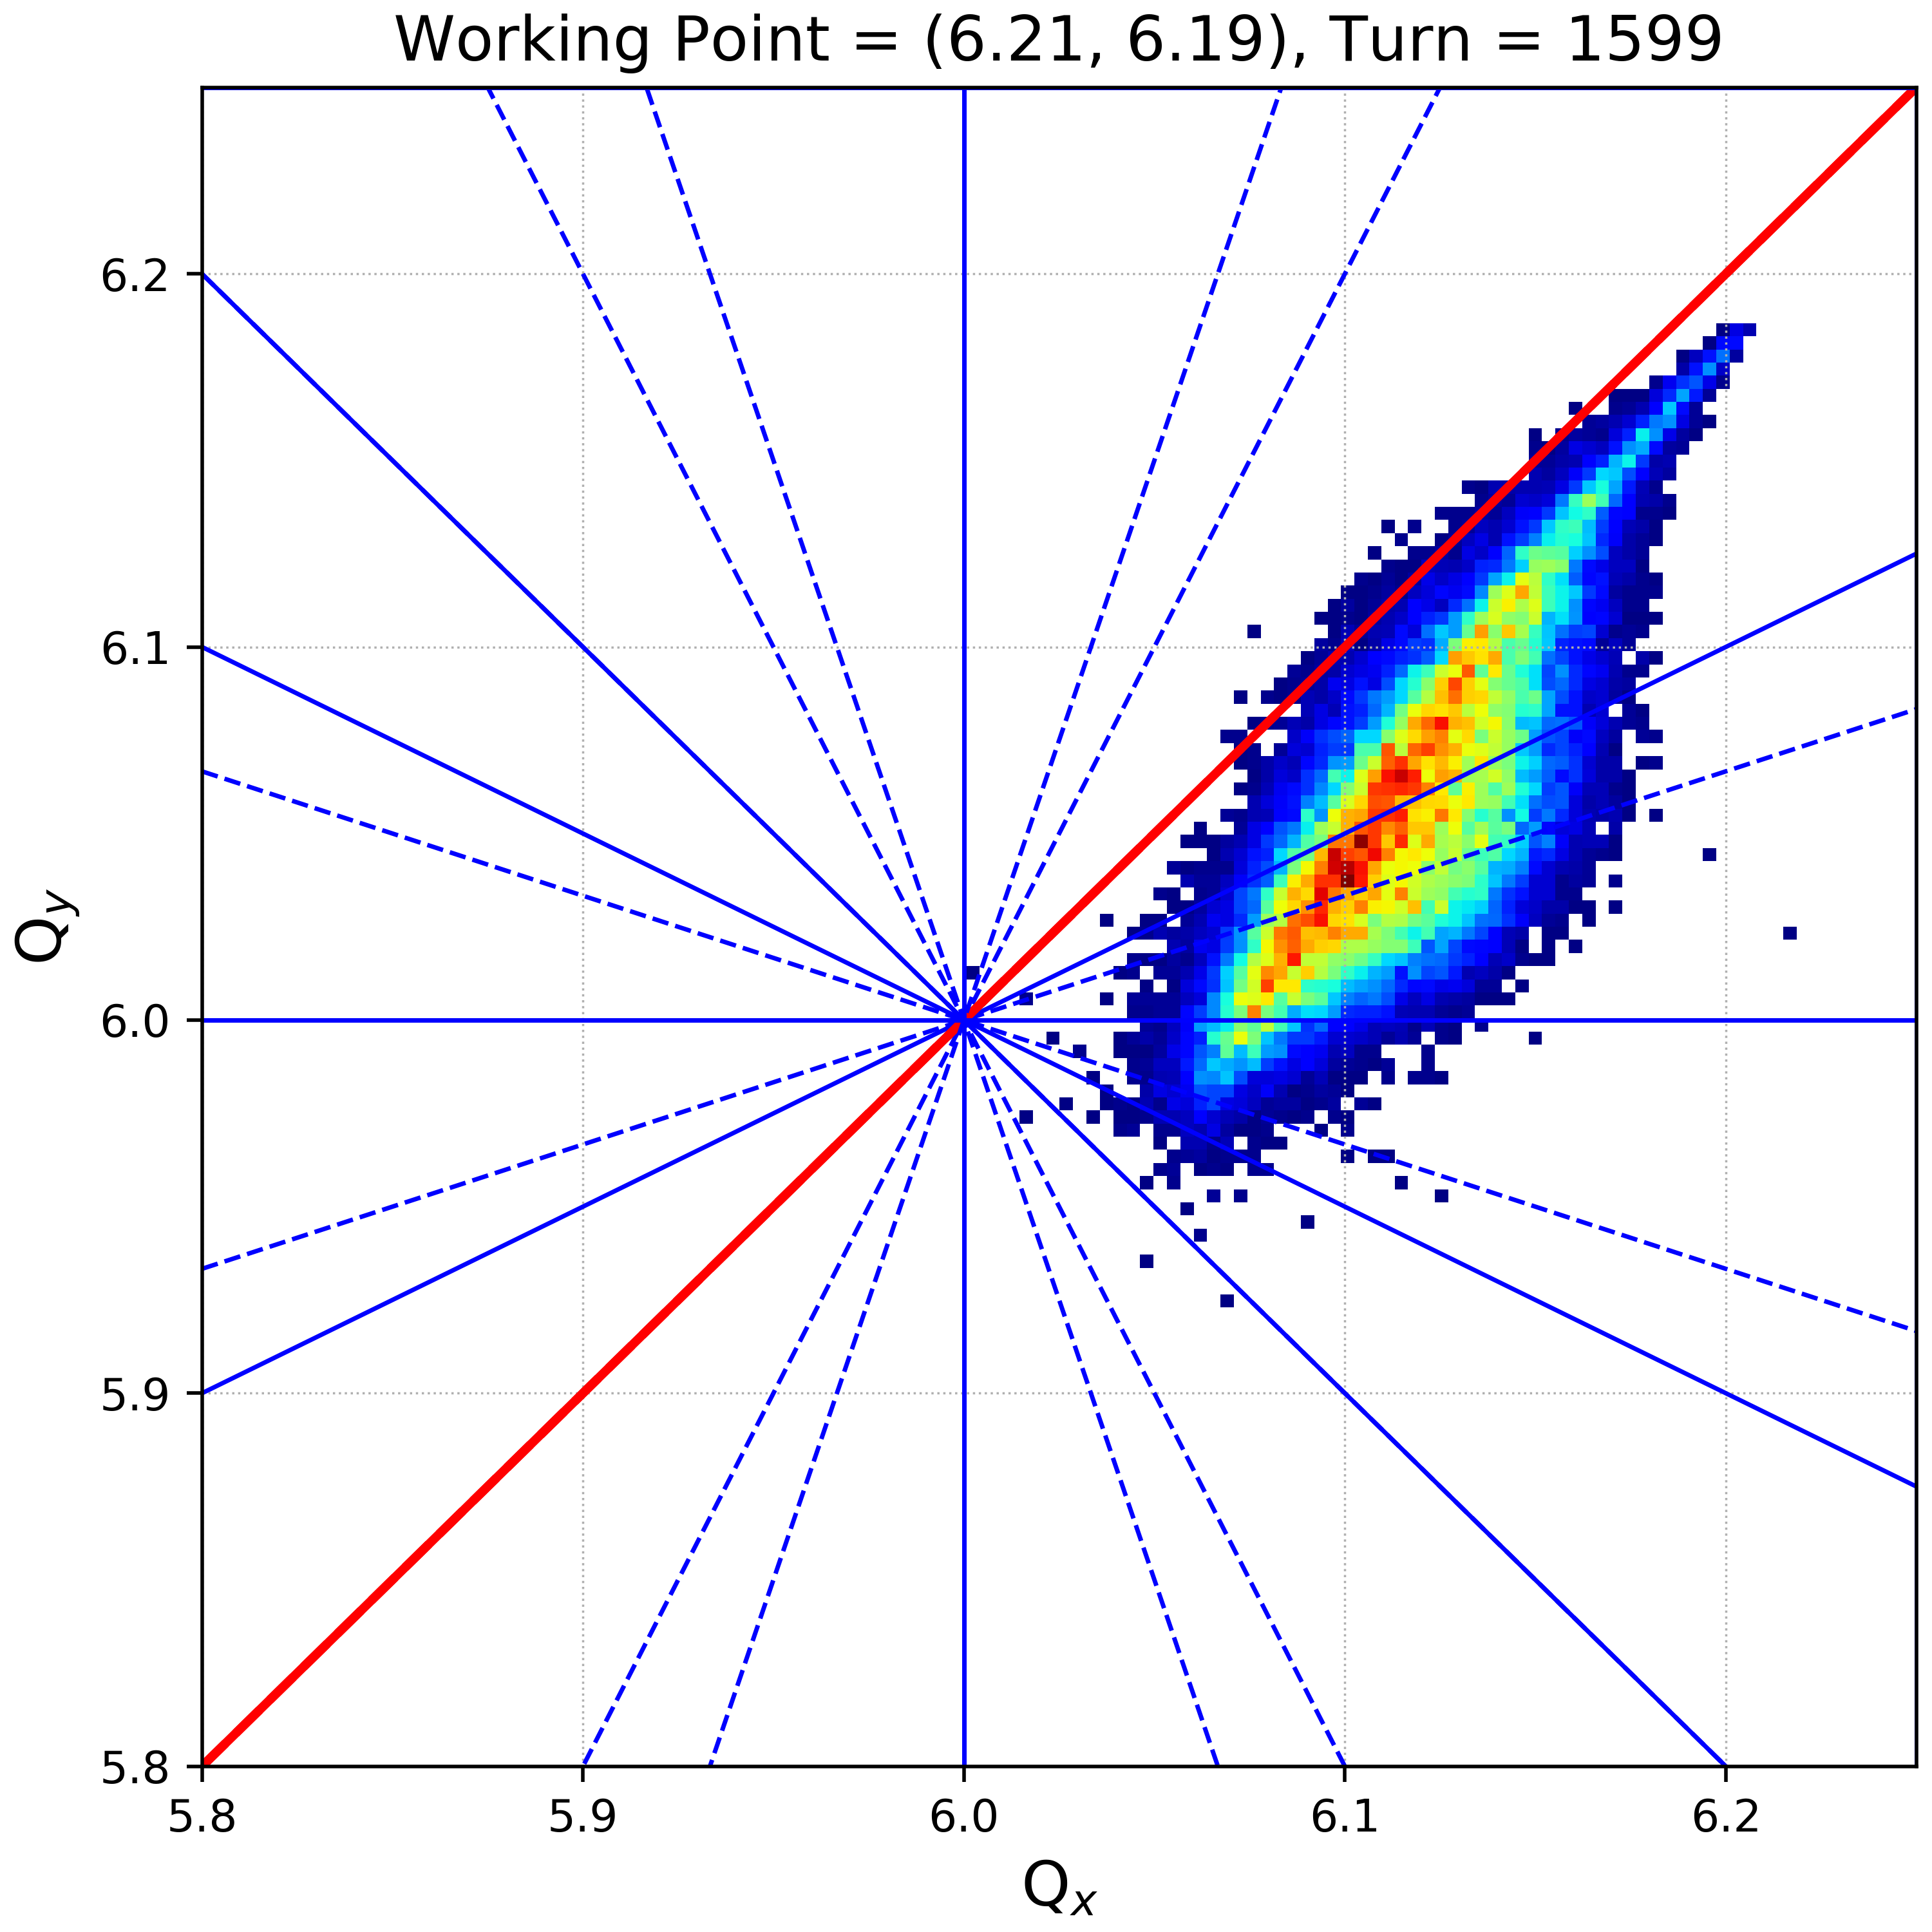 Working Point = (6.21, 6.19), Turn = 1599
6.2
6.1
6.0
5.9
5.8
Qy
5.8 5.9 6.0 6.1 6.2
Qx